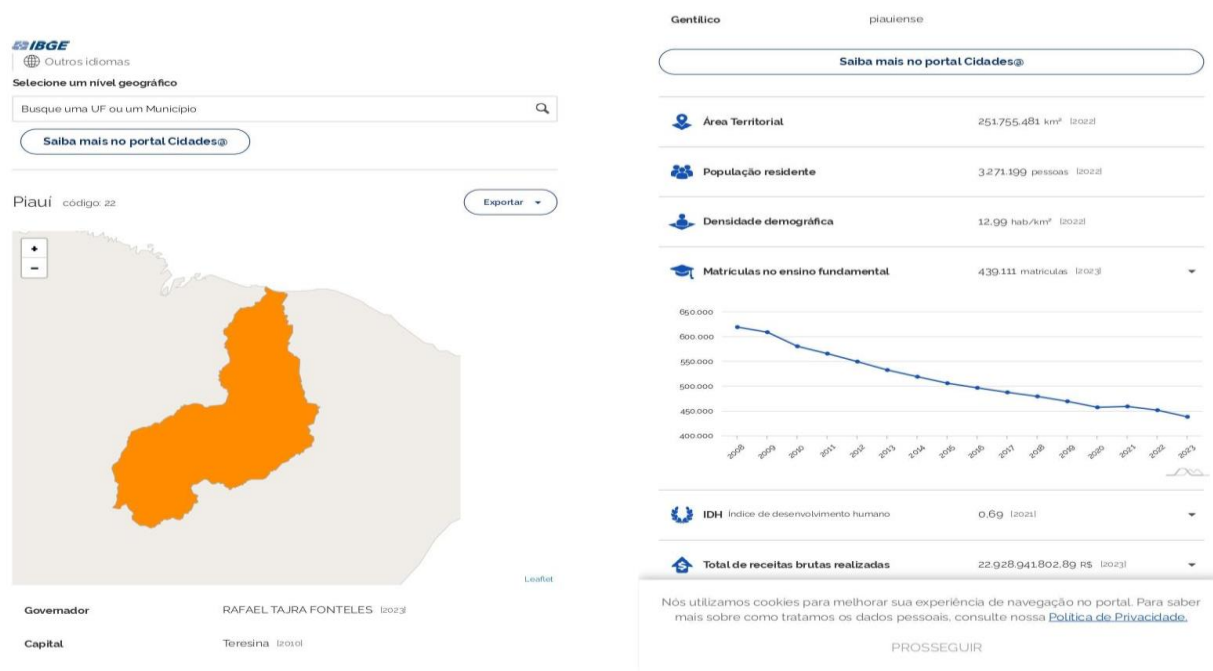 IBGE
Outros idiomas
Selecione um nível geográfico
Busque uma UF ou um Município
Saiba mais no portal Cidades@
Piauí código: 22
Exportar
+
−
Leaflet
Governador RAFAEL TAJRA FONTELES [2023]
Capital Teresina [2010]
Gentílico piauiense
Saiba mais no portal Cidades@
Área Territorial 251.755,481 km² [2022]
População residente 3.271.199 pessoas [2022]
Densidade demográfica 12,99 hab/km² [2022]
Matrículas no ensino fundamental 439.111 matrículas [2023]
650.000
600.000
550.000
500.000
450.000
400.000
2008 2009 2010 2011 2012 2013 2014 2015 2016 2017 2018 2019 2020 2021 2022 2023
IDH Índice de desenvolvimento humano 0,69 [2021]
Total de receitas brutas realizadas 22.928.941.802,89 R$ [2023]
Nós utilizamos cookies para melhorar sua experiência de navegação no portal. Para saber
mais sobre como tratamos os dados pessoais, consulte nossa Política de Privacidade.
PROSSEGUIR